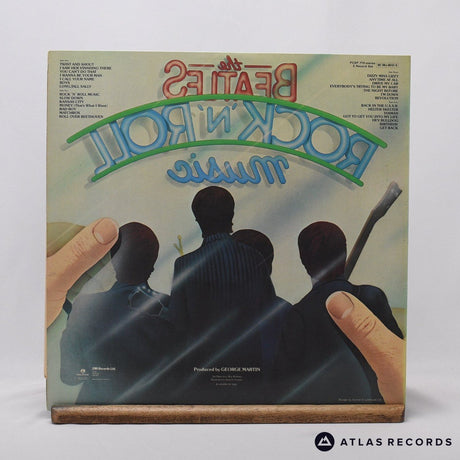 the
BEATLES
ROCK 'N' ROLL
music
TWIST AND SHOUT
I SAW HER STANDING THERE
YOU CAN'T DO THAT
I WANNA BE YOUR MAN
I CALL YOUR NAME
BOYS
LONG TALL SALLY
ROCK 'N' ROLL MUSIC
SLOW DOWN
KANSAS CITY
MONEY (That's What I Want)
BAD BOY
MATCHBOX
ROLL OVER BEETHOVEN
DIZZY MISS LIZZY
ANY TIME AT ALL
DRIVE MY CAR
EVERYBODY'S TRYING TO BE MY BABY
THE NIGHT BEFORE
REVOLUTION
BACK IN THE U.S.S.R.
HELTER SKELTER
TAXMAN
GOT TO GET YOU INTO MY LIFE
HEY BULLDOG
BIRTHDAY
GET BACK
Produced by GEORGE MARTIN
ATLAS RECORDS